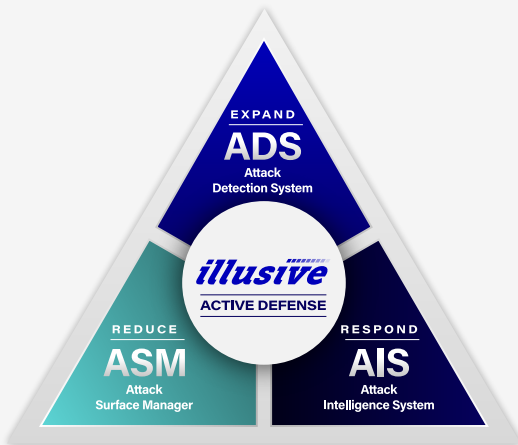 EXPAND
ADS
Attack
Detection System
illusive
ACTIVE DEFENSE
REDUCE
ASM
Attack
Surface Manager
RESPOND
AIS
Attack
Intelligence System